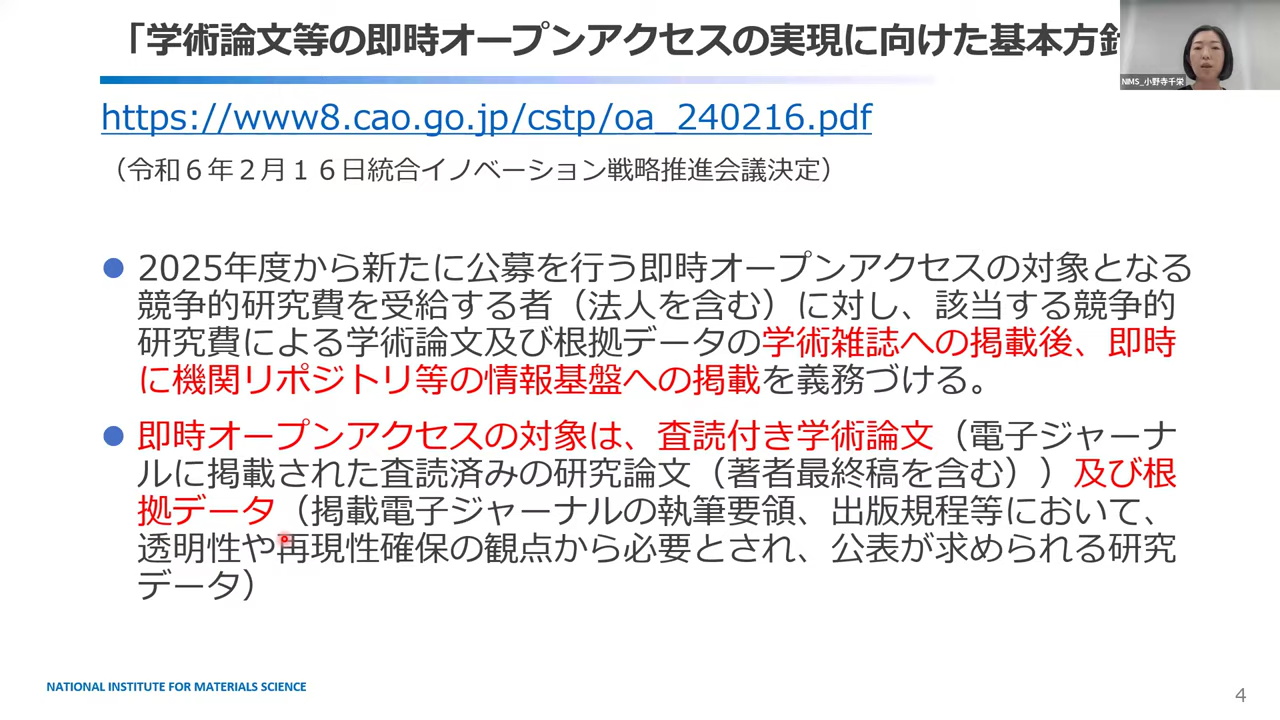 「学術論文等の即時オープンアクセスの実現に向けた基本方針
NIMS_小野寺千栄
https://www8.cao.go.jp/cstp/oa_240216.pdf
（令和６年２月１６日統合イノベーション戦略推進会議決定）
● 2025年度から新たに公募を行う即時オープンアクセスの対象となる
競争的研究費を受給する者（法人を含む）に対し、該当する競争的
研究費による学術論文及び根拠データの学術雑誌への掲載後、即時
に機関リポジトリ等の情報基盤への掲載を義務づける。
● 即時オープンアクセスの対象は、査読付き学術論文（電子ジャーナ
ルに掲載された査読済みの研究論文（著者最終稿を含む））及び根
拠データ（掲載電子ジャーナルの執筆要領、出版規程等において、
透明性や再現性確保の観点から必要とされ、公表が求められる研究
データ）
NATIONAL INSTITUTE FOR MATERIALS SCIENCE
4